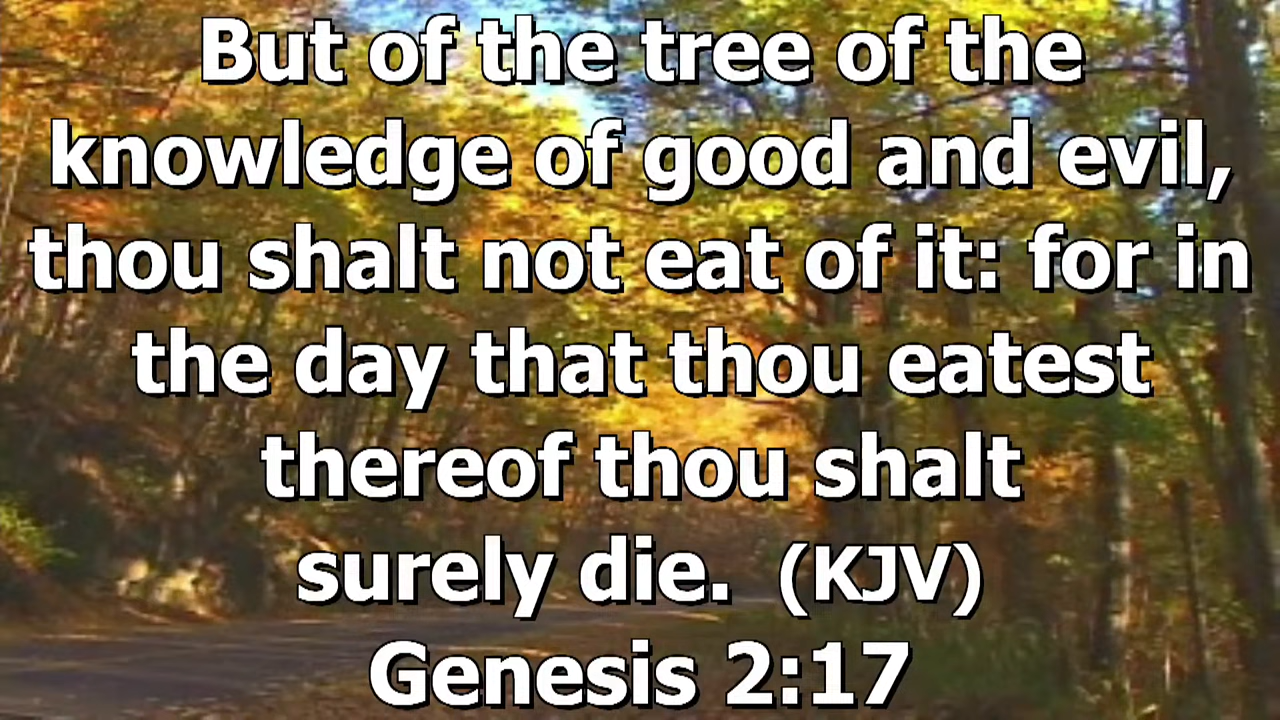 But of the tree of the
knowledge of good and evil,
thou shalt not eat of it: for in
the day that thou eatest
thereof thou shalt
surely die. (KJV)
Genesis 2:17